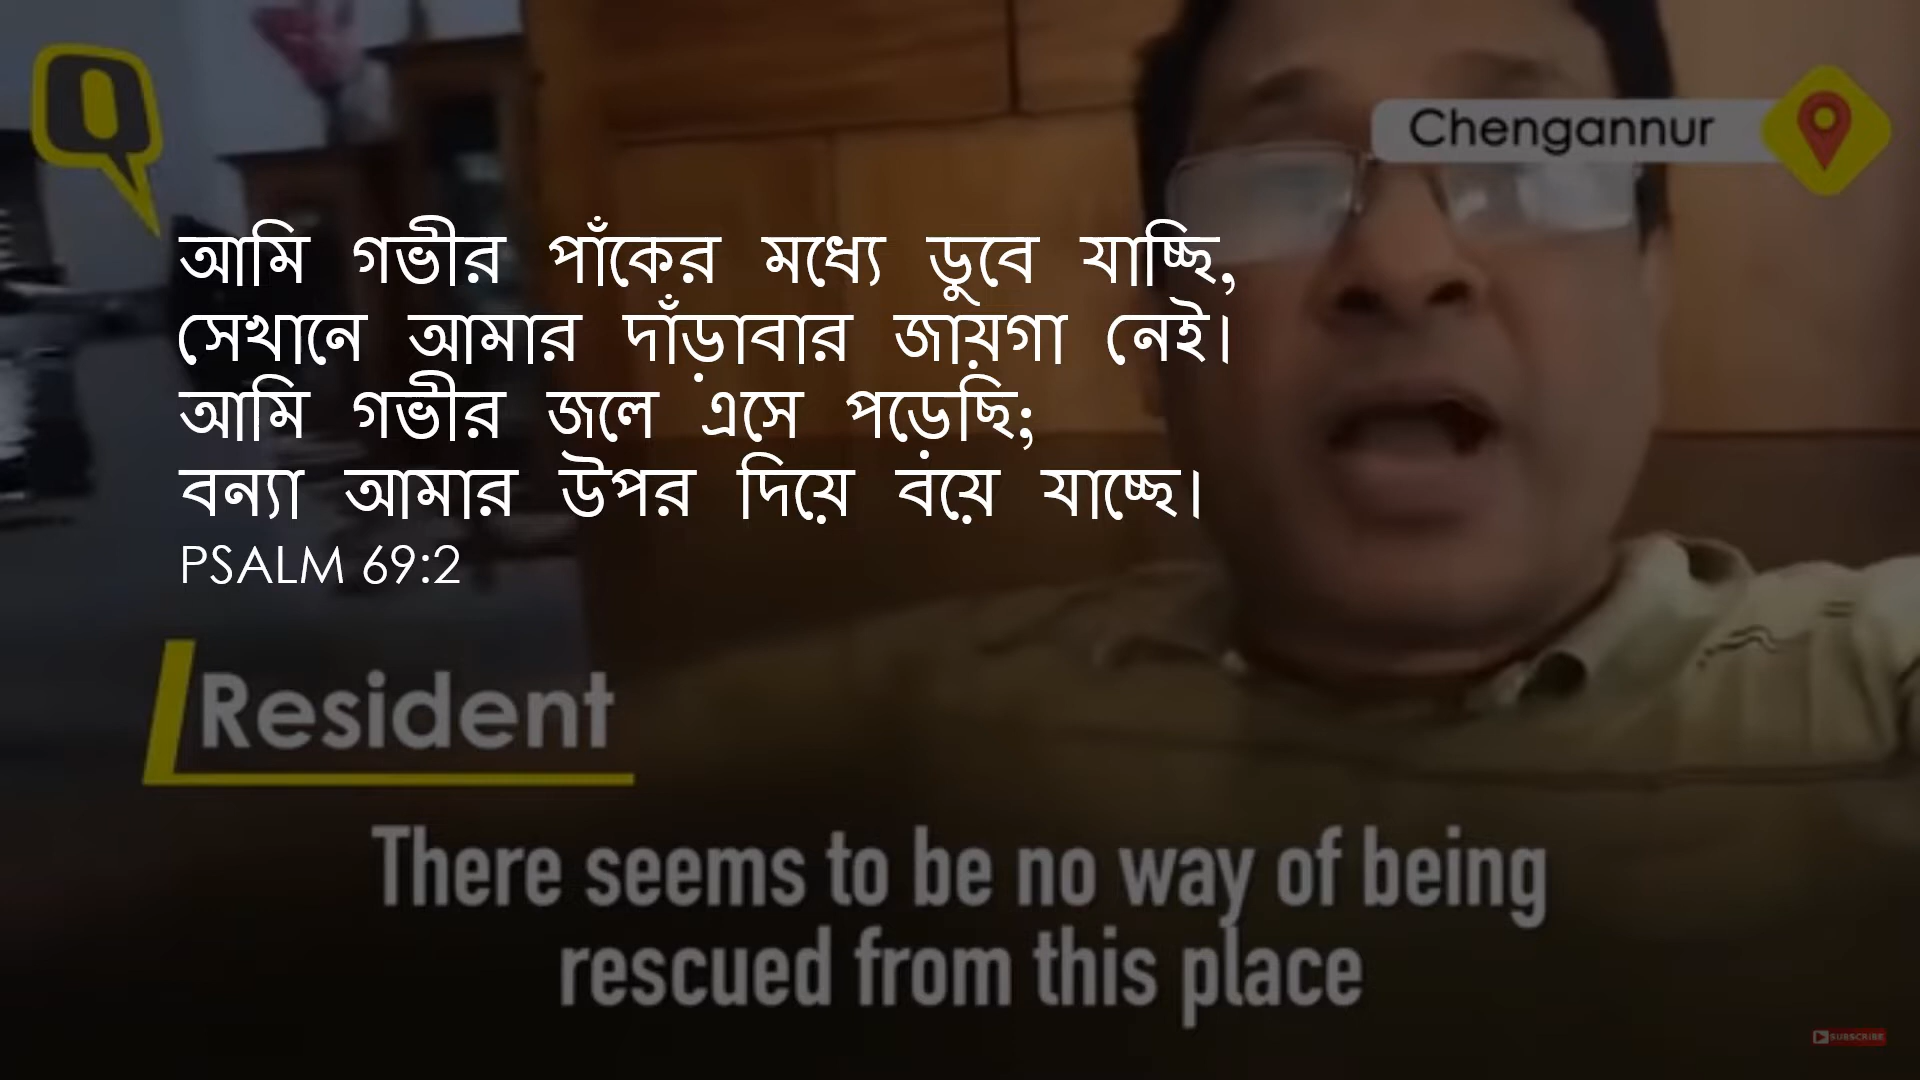 Q
Chengannur
আমি গভীর পাঁকের মধ্যে ডুবে যাচ্ছি,
সেখানে আমার দাঁড়াবার জায়গা নেই।
আমি গভীর জলে এসে পড়েছি;
বন্যা আমার উপর দিয়ে বয়ে যাচ্ছে।
PSALM 69:2
Resident
There seems to be no way of being
rescued from this place
SUBSCRIBE